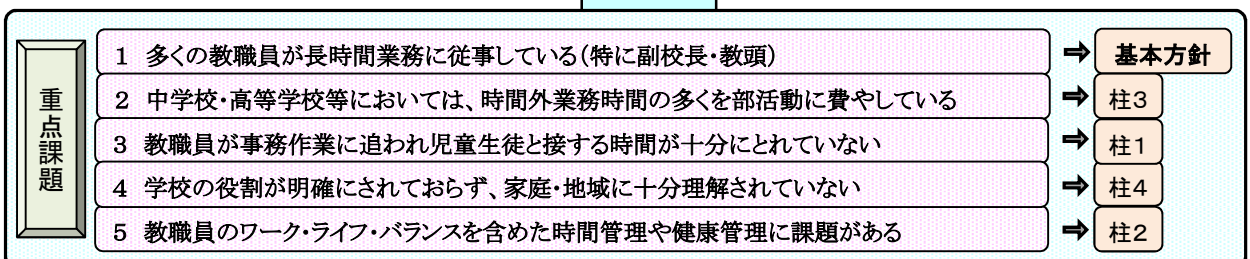 重点課題
1 多くの教職員が長時間業務に従事している(特に副校長・教頭) ⇒ 基本方針
2 中学校・高等学校等においては、時間外業務時間の多くを部活動に費やしている ⇒ 柱3
3 教職員が事務作業に追われ児童生徒と接する時間が十分にとれていない ⇒ 柱1
4 学校の役割が明確にされておらず、家庭・地域に十分理解されていない ⇒ 柱4
5 教職員のワーク・ライフ・バランスを含めた時間管理や健康管理に課題がある ⇒ 柱2